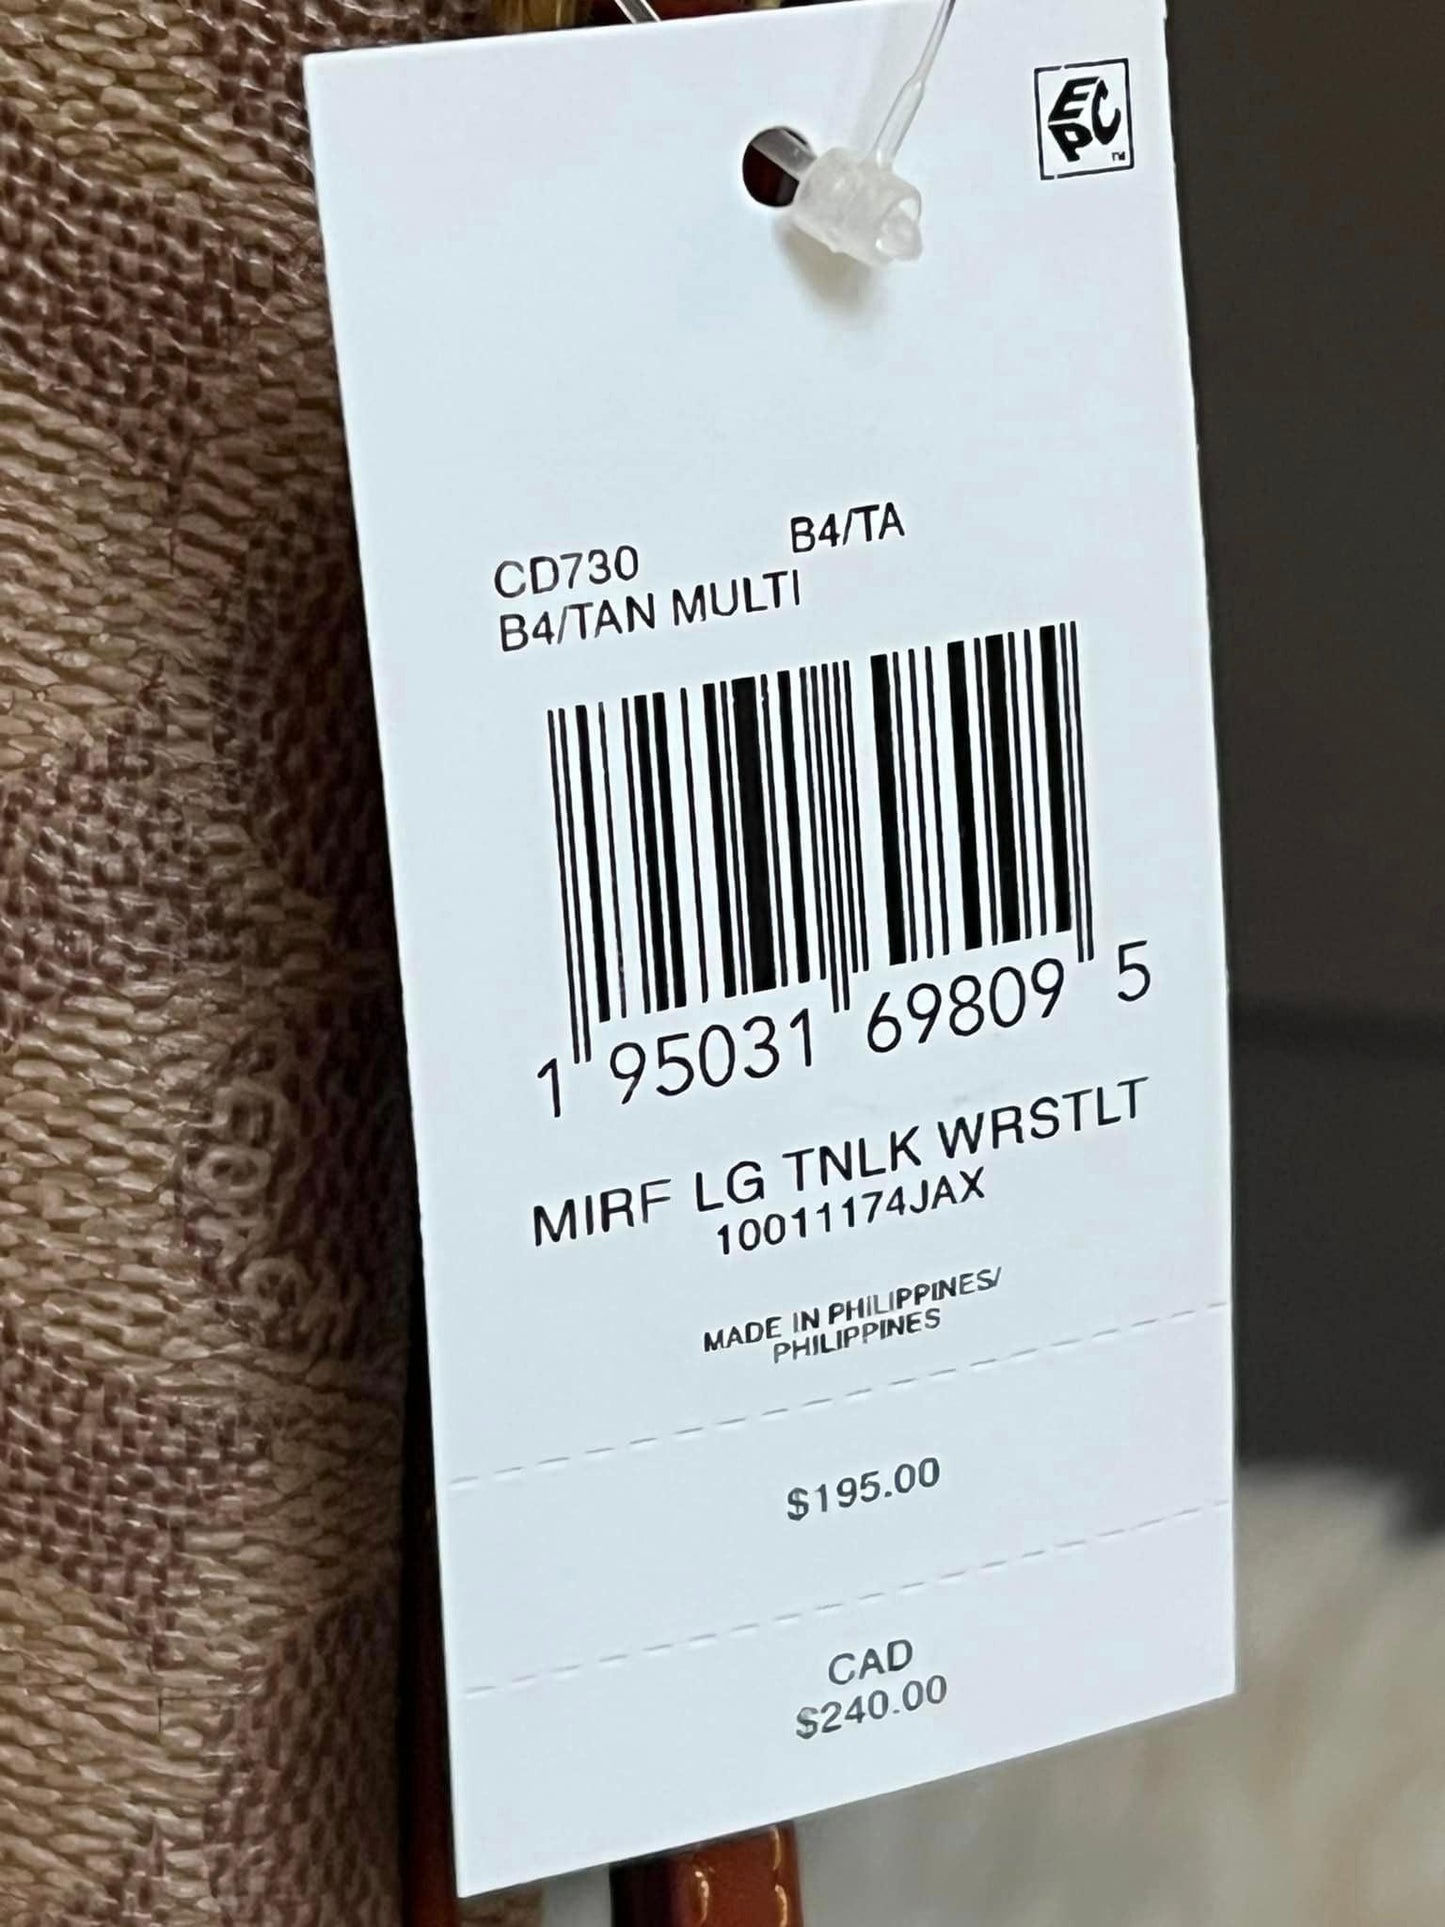 EPC
TM
CD730 B4/TA
B4/TAN MULTI
1 95031 69809 5
MIRF LG TNLK WRSTLT
10011174JAX
MADE IN PHILIPPINES/
PHILIPPINES
$195.00
CAD
$240.00